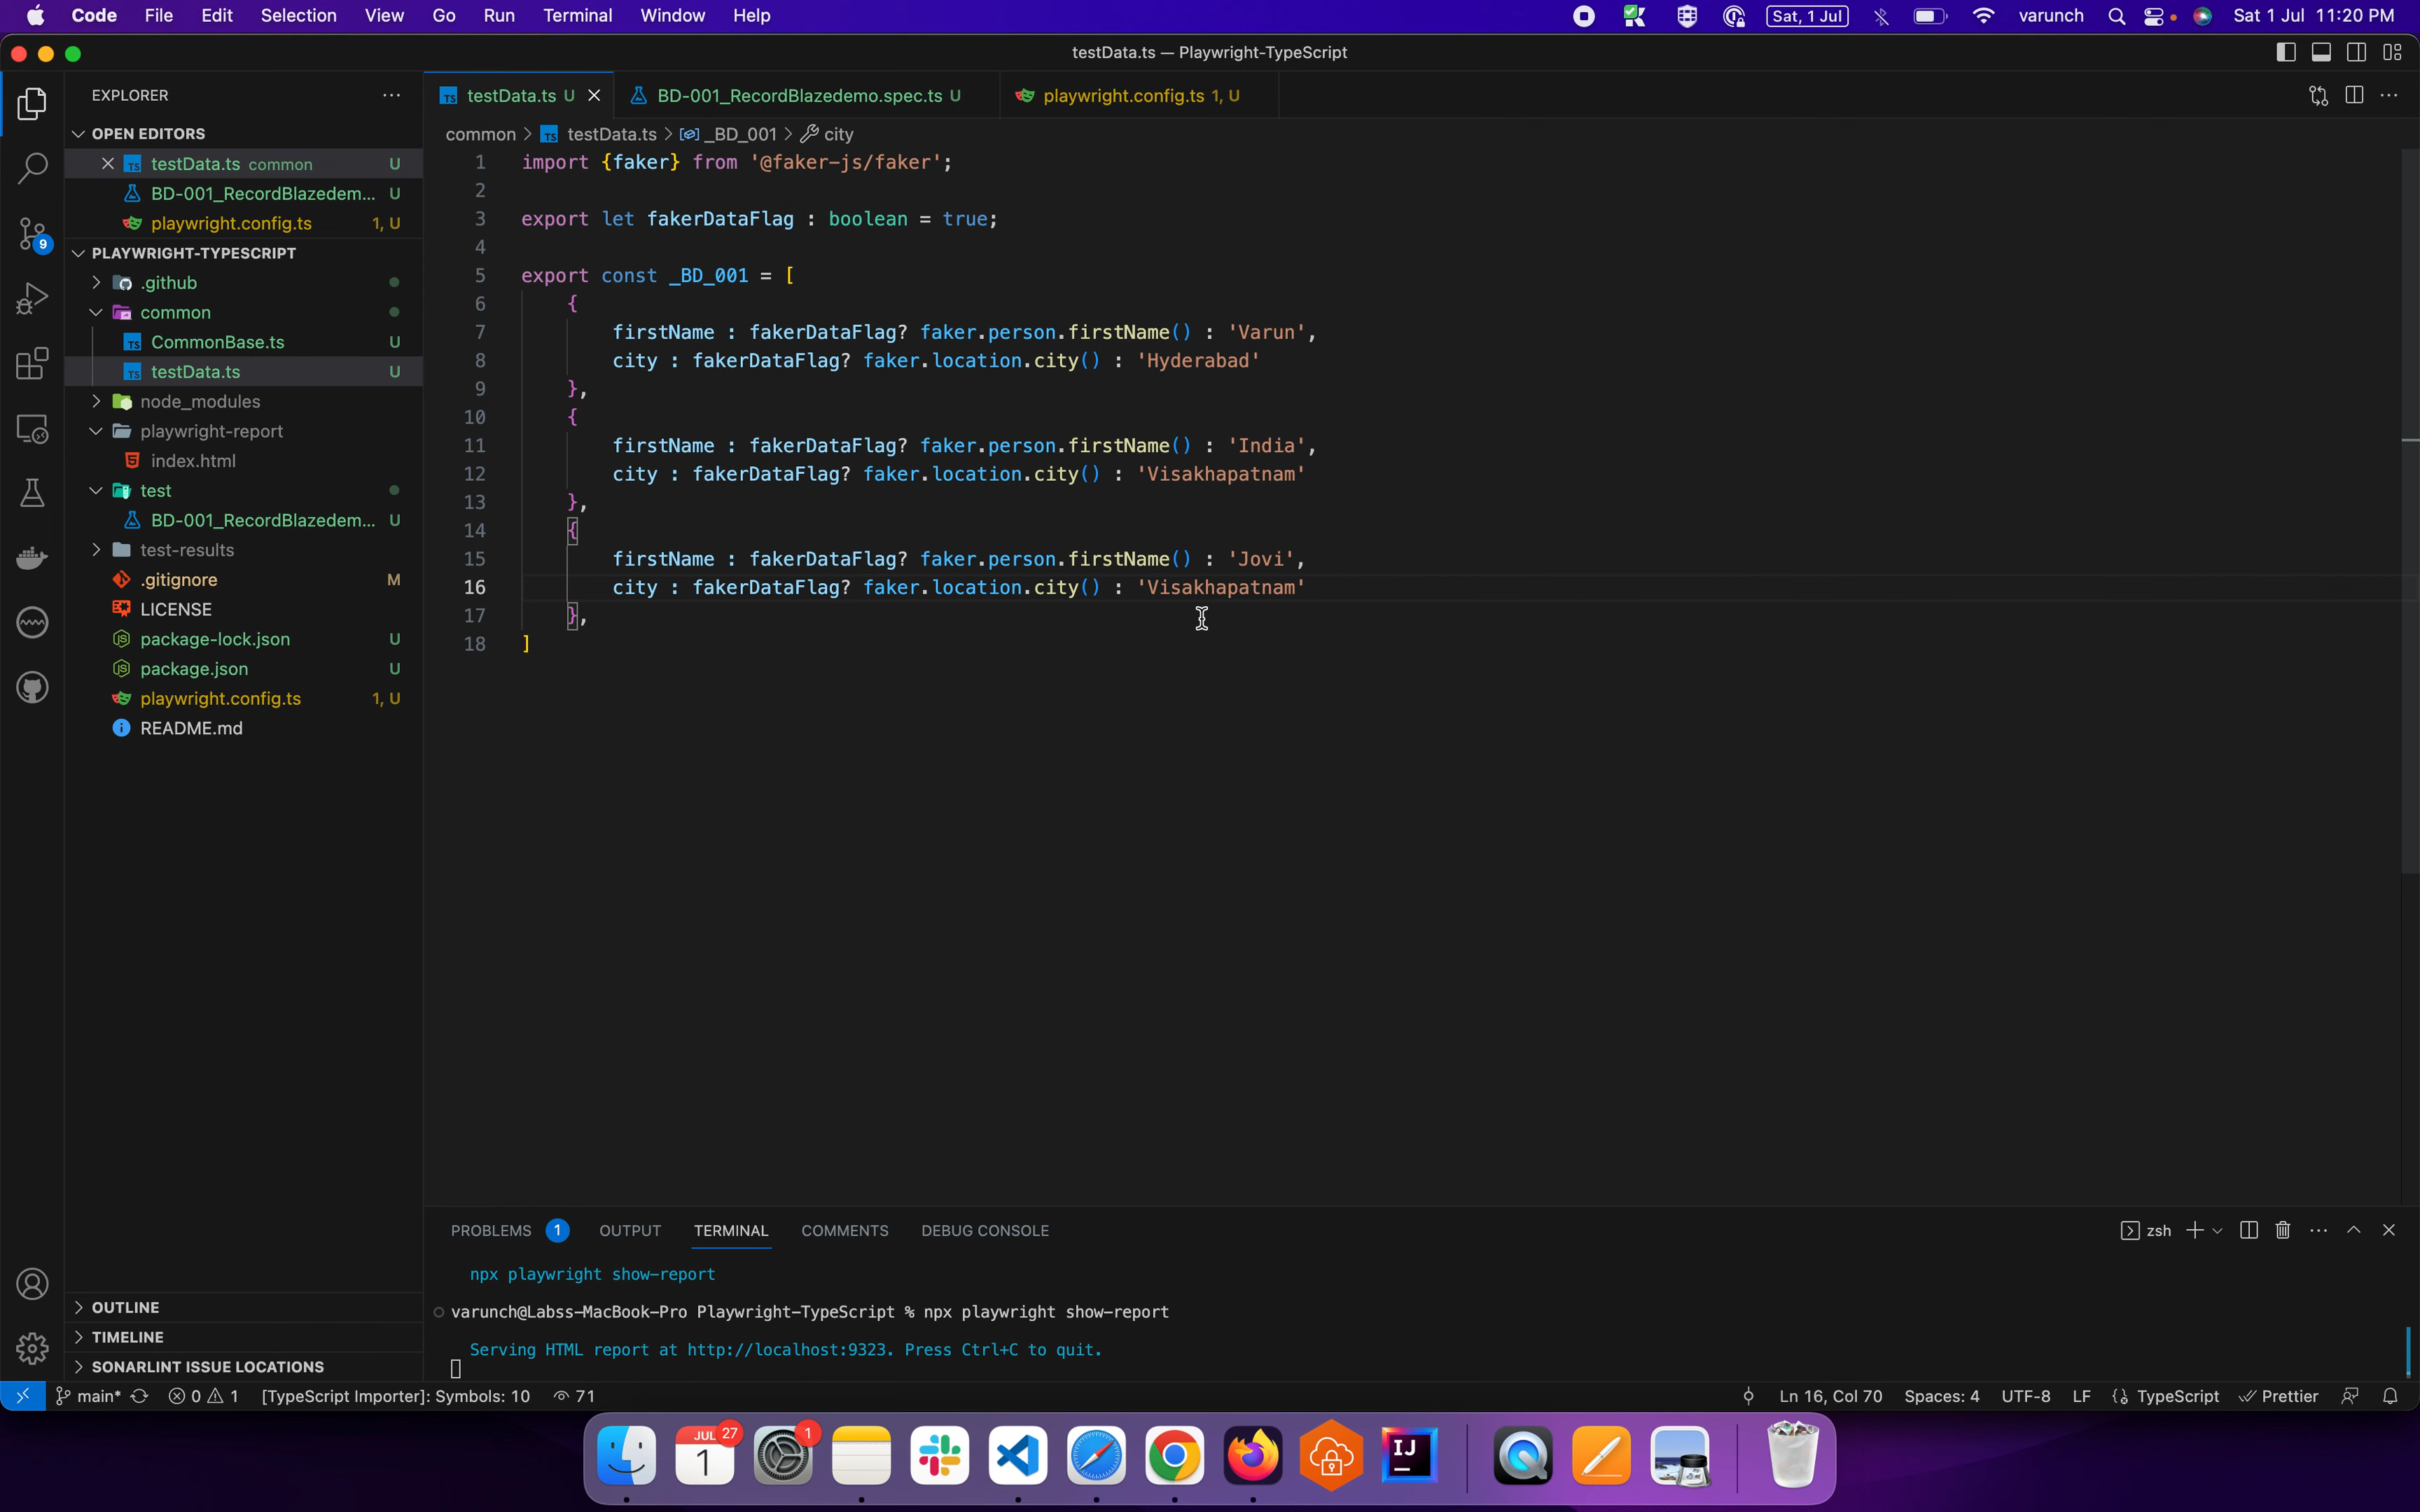 Code File Edit Selection View Go Run Terminal Window Help Sat, 1 Jul varunch Sat 1 Jul 11:20 PM
testData.ts — Playwright-TypeScript
EXPLORER
OPEN EDITORS
testData.ts common U
BD-001_RecordBlazedem... U
playwright.config.ts 1, U
PLAYWRIGHT-TYPESCRIPT
.github
common
CommonBase.ts U
testData.ts U
node_modules
playwright-report
index.html
test
BD-001_RecordBlazedem... U
test-results
.gitignore M
LICENSE
package-lock.json U
package.json U
playwright.config.ts 1, U
README.md
OUTLINE
TIMELINE
SONARLINT ISSUE LOCATIONS
9
testData.ts U BD-001_RecordBlazedemo.spec.ts U playwright.config.ts 1, U
common > TS testData.ts > _BD_001 > city
1 import {faker} from '@faker-js/faker';
2
3 export let fakerDataFlag : boolean = true;
4
5 export const _BD_001 = [
6 {
7 firstName : fakerDataFlag? faker.person.firstName() : 'Varun',
8 city : fakerDataFlag? faker.location.city() : 'Hyderabad'
9 },
10 {
11 firstName : fakerDataFlag? faker.person.firstName() : 'India',
12 city : fakerDataFlag? faker.location.city() : 'Visakhapatnam'
13 },
14 {
15 firstName : fakerDataFlag? faker.person.firstName() : 'Jovi',
16 city : fakerDataFlag? faker.location.city() : 'Visakhapatnam'
17 },
18 ]
PROBLEMS 1 OUTPUT TERMINAL COMMENTS DEBUG CONSOLE zsh
npx playwright show-report
varunch@Labss-MacBook-Pro Playwright-TypeScript % npx playwright show-report
Serving HTML report at http://localhost:9323. Press Ctrl+C to quit.
main* 0 1 [TypeScript Importer]: Symbols: 10 71 Ln 16, Col 70 Spaces: 4 UTF-8 LF TypeScript Prettier
JUL 27 1 1 IJ